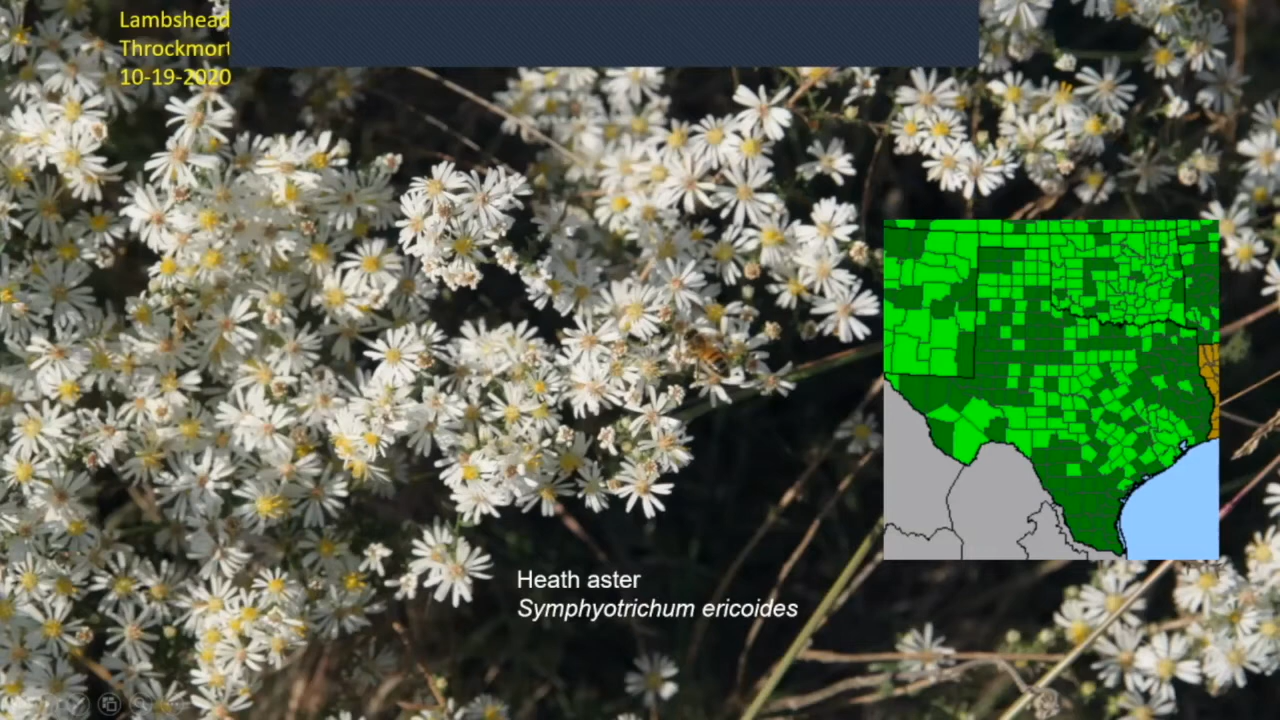 Lambshead
Throckmort
10-19-2020
Heath aster
Symphyotrichum ericoides